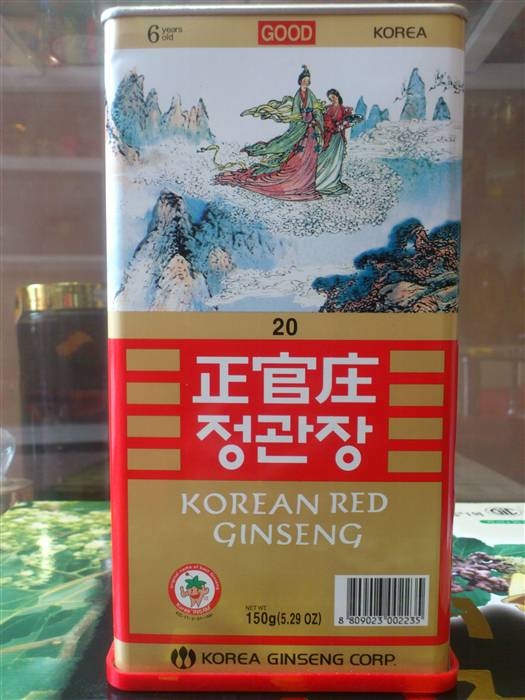 6 years old
GOOD
KOREA
20
正官庄
정관장
KOREAN RED
GINSENG
NET WT
150g(5.29 OZ)
8 809023 002235
KOREA GINSENG CORP.